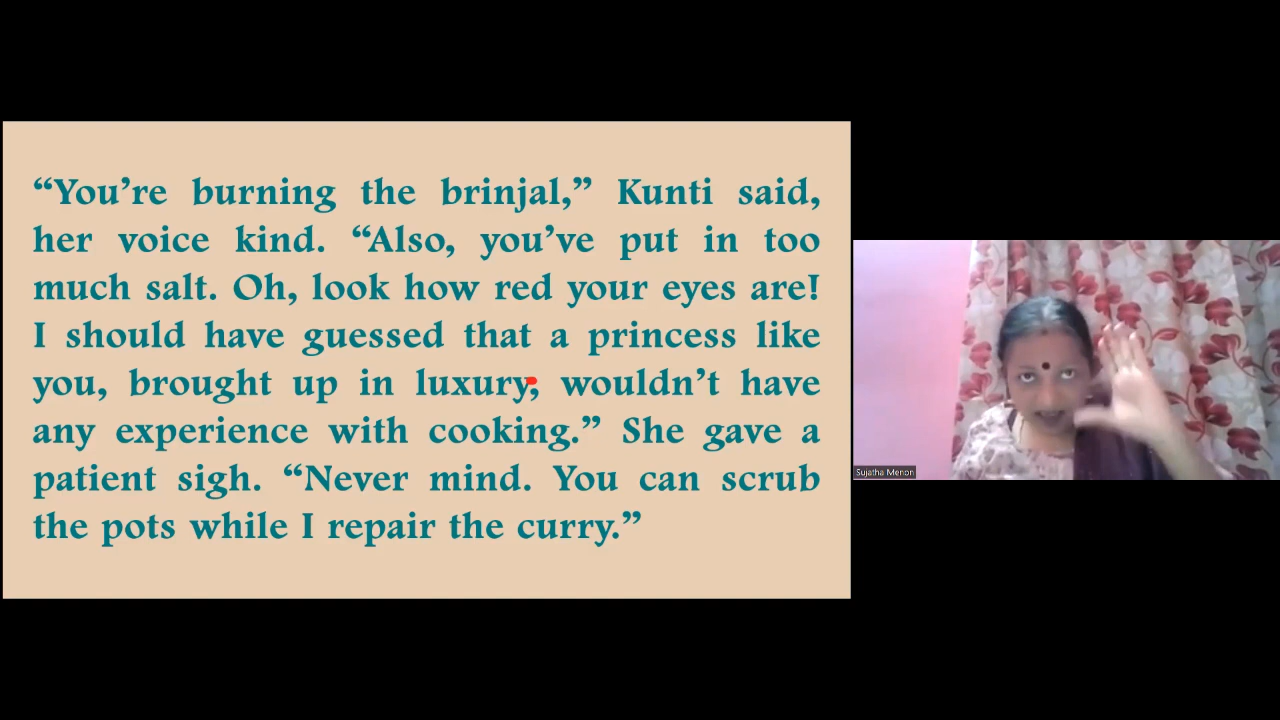 “You’re burning the brinjal,” Kunti said,
her voice kind. “Also, you’ve put in too
much salt. Oh, look how red your eyes are!
I should have guessed that a princess like
you, brought up in luxury, wouldn’t have
any experience with cooking.” She gave a
patient sigh. “Never mind. You can scrub
the pots while I repair the curry.”
Sujatha Menon